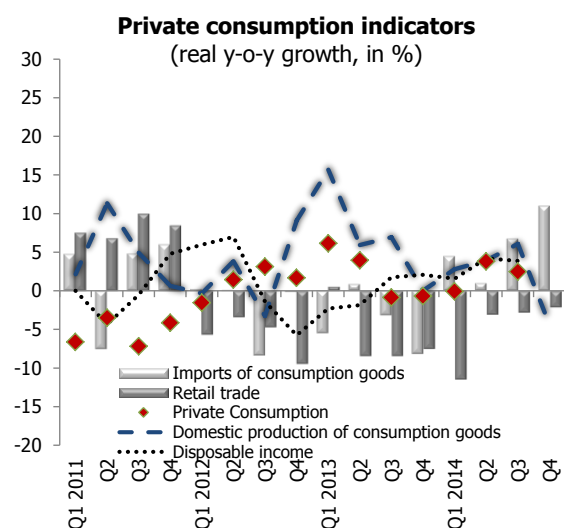 Private consumption indicators
(real y-o-y growth, in %)
30
25
20
15
10
5
0
-5
-10
-15
-20
Imports of consumption goods
Retail trade
Private Consumption
Domestic production of consumption goods
Disposable income
Q1 2011
Q2
Q3
Q4
Q1 2012
Q2
Q3
Q4
Q1 2013
Q2
Q3
Q4
Q1 2014
Q2
Q3
Q4